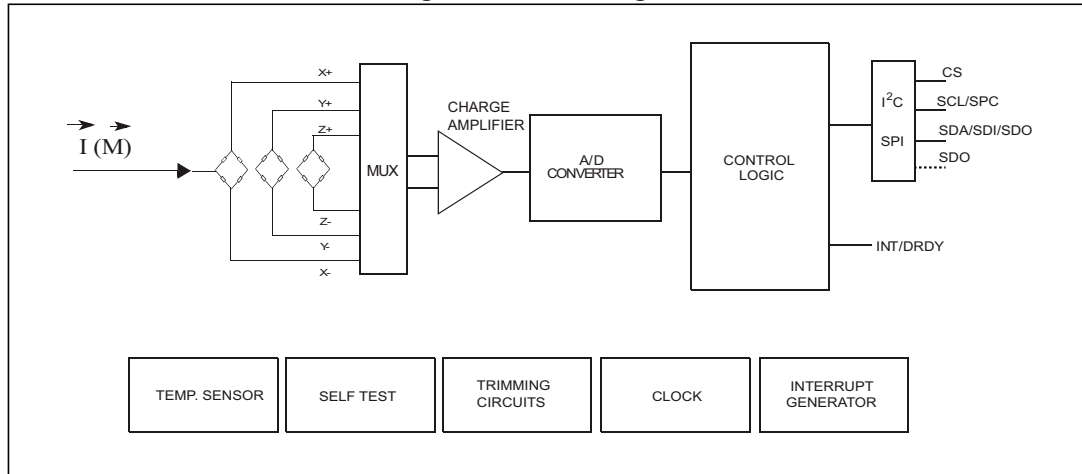 X+
Y+
Z+
I (M)
MUX
Z-
Y-
X-
CHARGE
AMPLIFIER
A/D
CONVERTER
CONTROL
LOGIC
I²C
SPI
CS
SCL/SPC
SDA/SDI/SDO
SDO
INT/DRDY
TEMP. SENSOR
SELF TEST
TRIMMING
CIRCUITS
CLOCK
INTERRUPT
GENERATOR